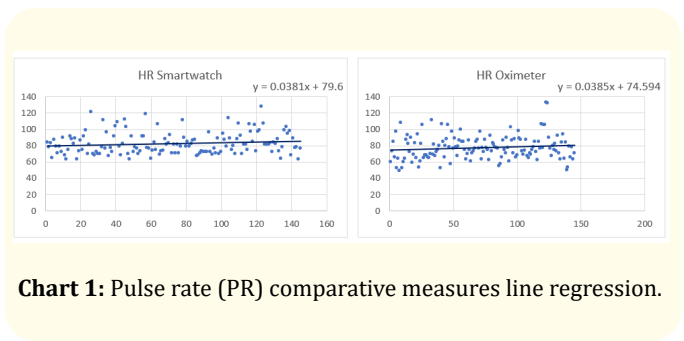 HR Smartwatch
y = 0.0381x + 79.6
140
120
100
80
60
40
20
0
0 20 40 60 80 100 120 140 160
HR Oximeter
y = 0.0385x + 74.594
140
120
100
80
60
40
20
0
0 50 100 150 200
Chart 1: Pulse rate (PR) comparative measures line regression.